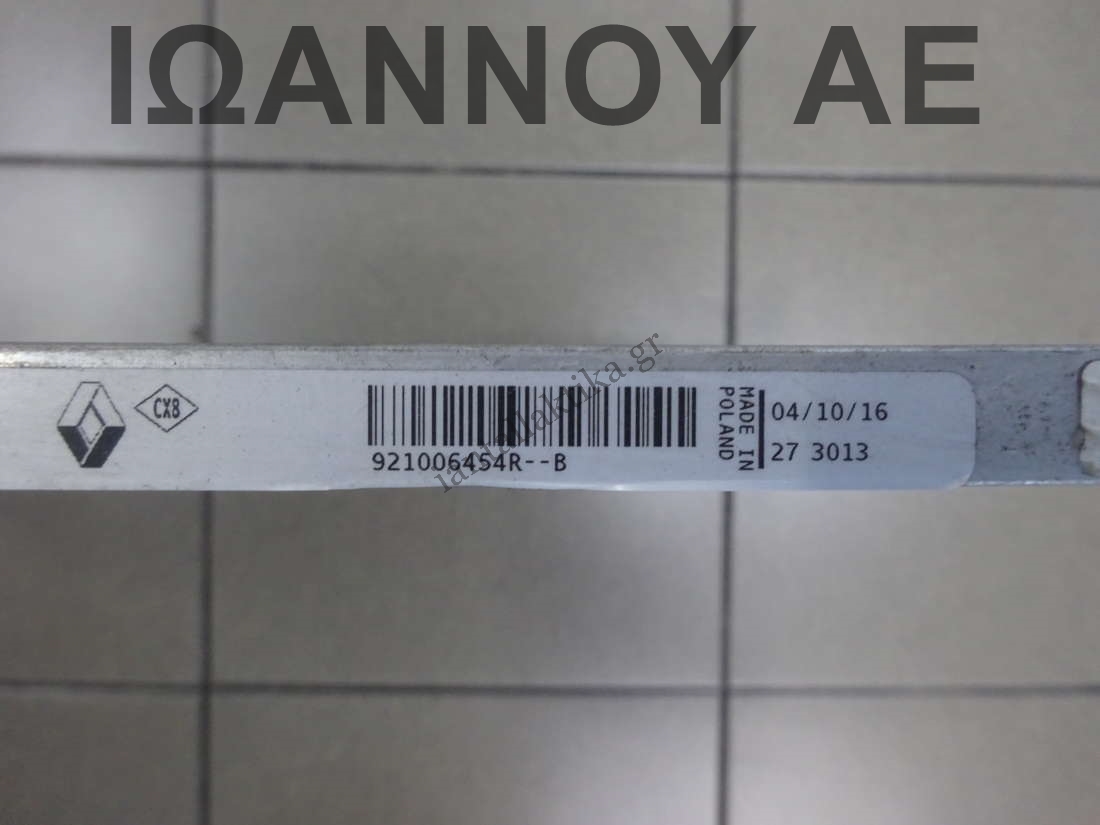 ΙΩΑΝΝΟΥ ΑΕ
CX8
921006454R--B
MADE IN
POLAND
04/10/16
27 3013